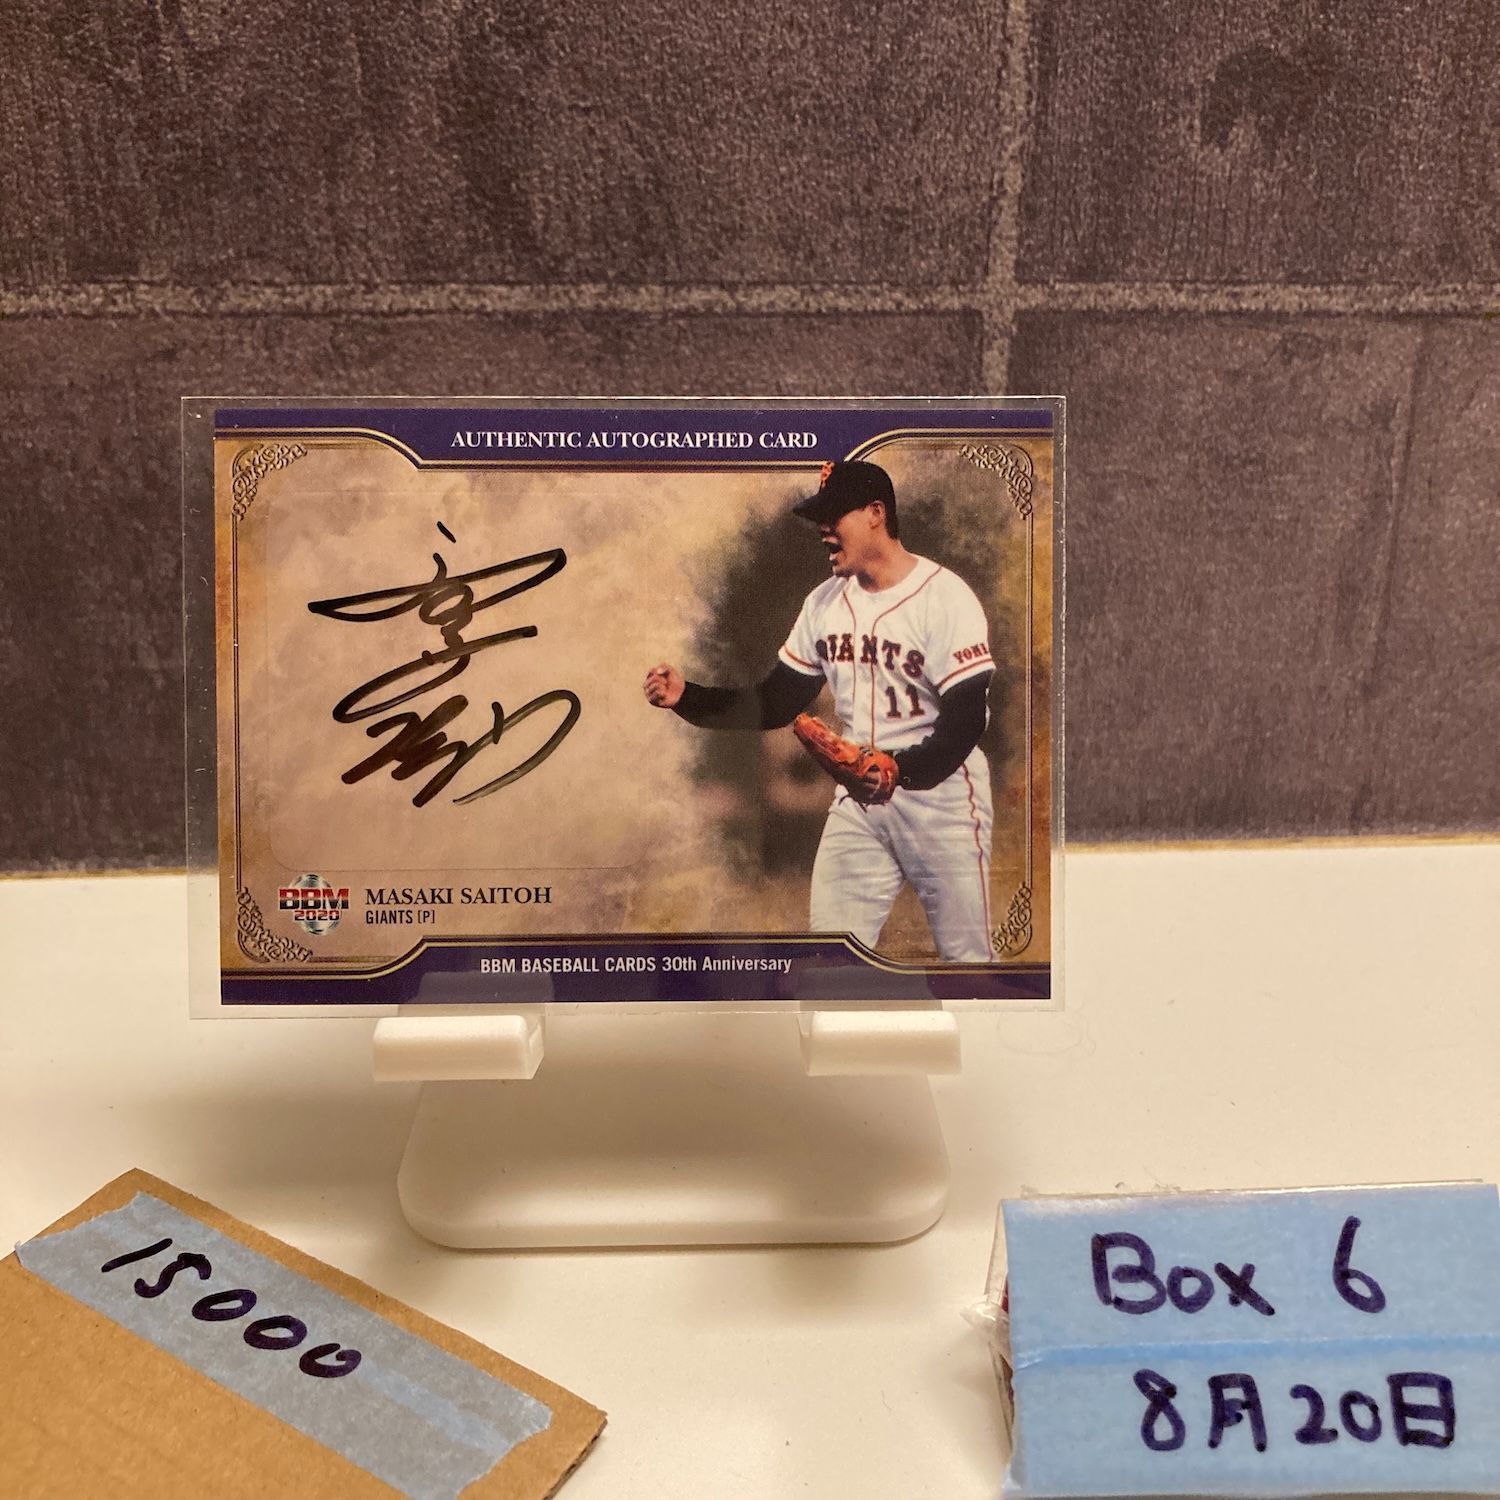 AUTHENTIC AUTOGRAPHED CARD
GIANTS
YOMI
11
BBM
2020
MASAKI SAITOH
GIANTS [P]
BBM BASEBALL CARDS 30th Anniversary
15000
Box 6
8月20日